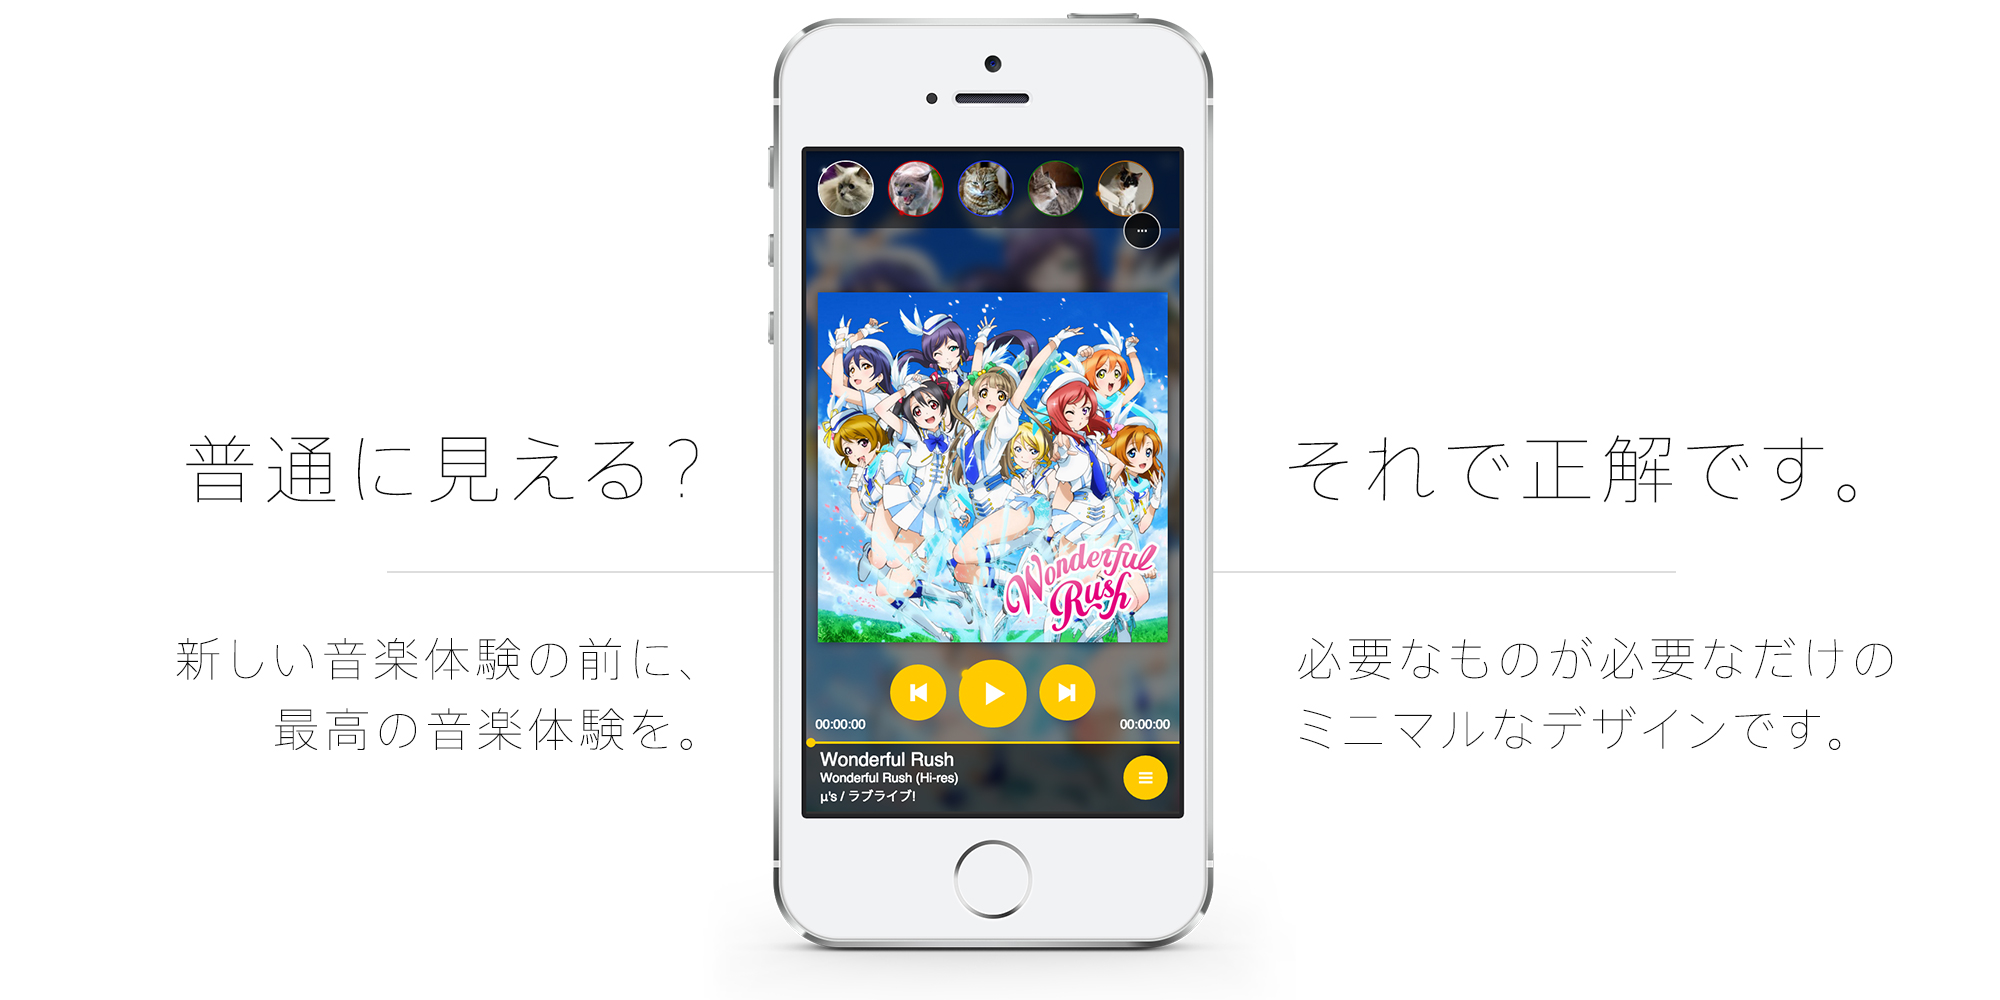 普通に見える?
それで正解です。
新しい音楽体験の前に、
最高の音楽体験を。
必要なものが必要なだけの
ミニマルなデザインです。
Wonderful
Rush
00:00:00
00:00:00
Wonderful Rush
Wonderful Rush (Hi-res)
μ's / ラブライブ!